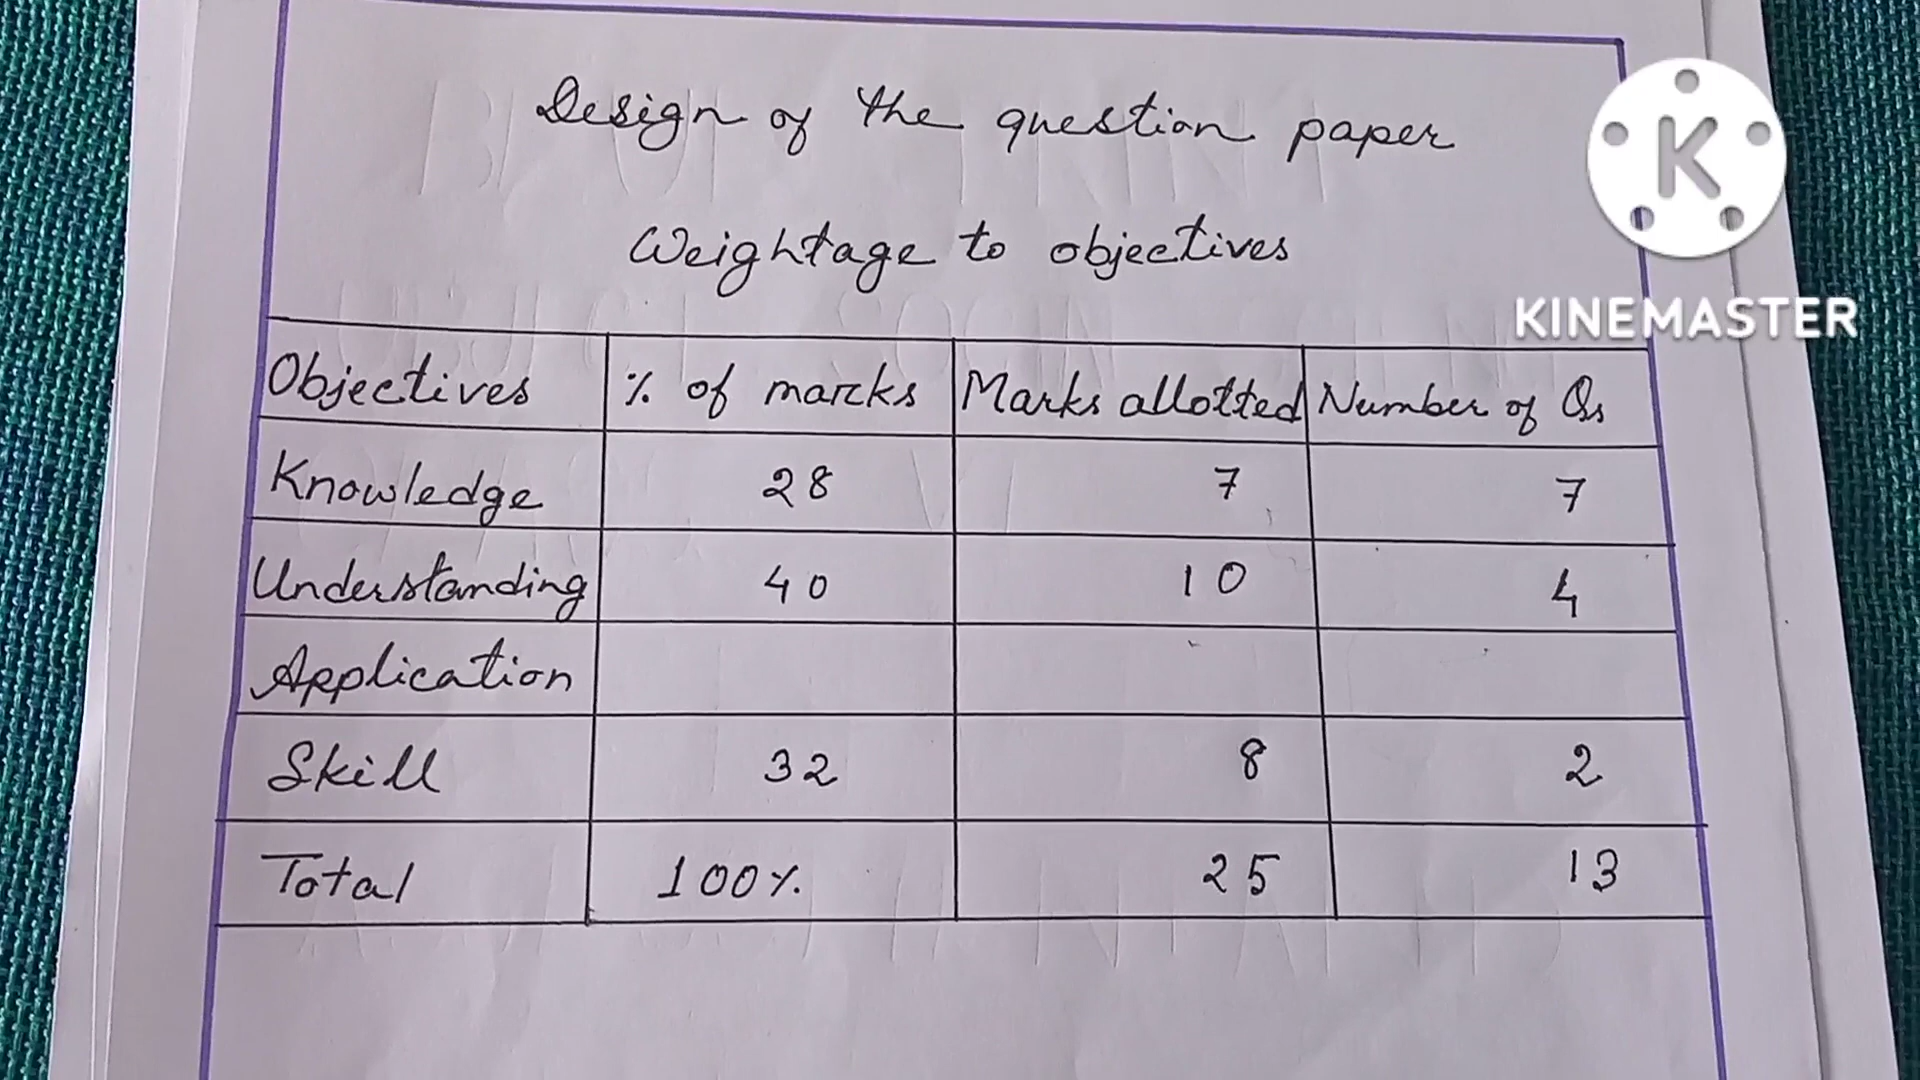 Design of the question paper
Weightage to objectives
Objectives % of marks Marks allotted Number of Qs
Knowledge 28 7 7
Understanding 40 10 4
Application
Skill 32 8 2
Total 100% 25 13
K
KINEMASTER